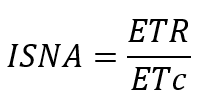 ISNA = ETR / ETc